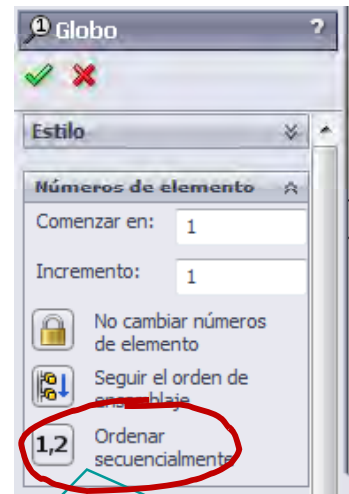 1 Globo ?
Estilo
Números de elemento
Comenzar en: 1
Incremento: 1
No cambiar números
de elemento
Seguir el orden de
ensamblaje
1,2 Ordenar
secuencialmente